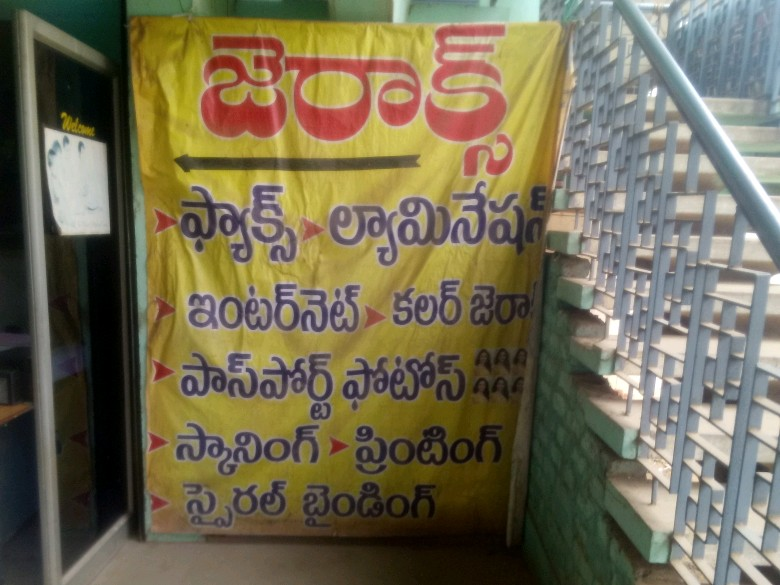 Welcome
జెరాక్స్
ఫ్యాక్స్ ల్యామినేషన్
ఇంటర్‌నెట్ కలర్ జెరా
పాస్‌పోర్ట్ ఫోటోస్
స్కానింగ్ ప్రింటింగ్
స్పైరల్ బైండింగ్